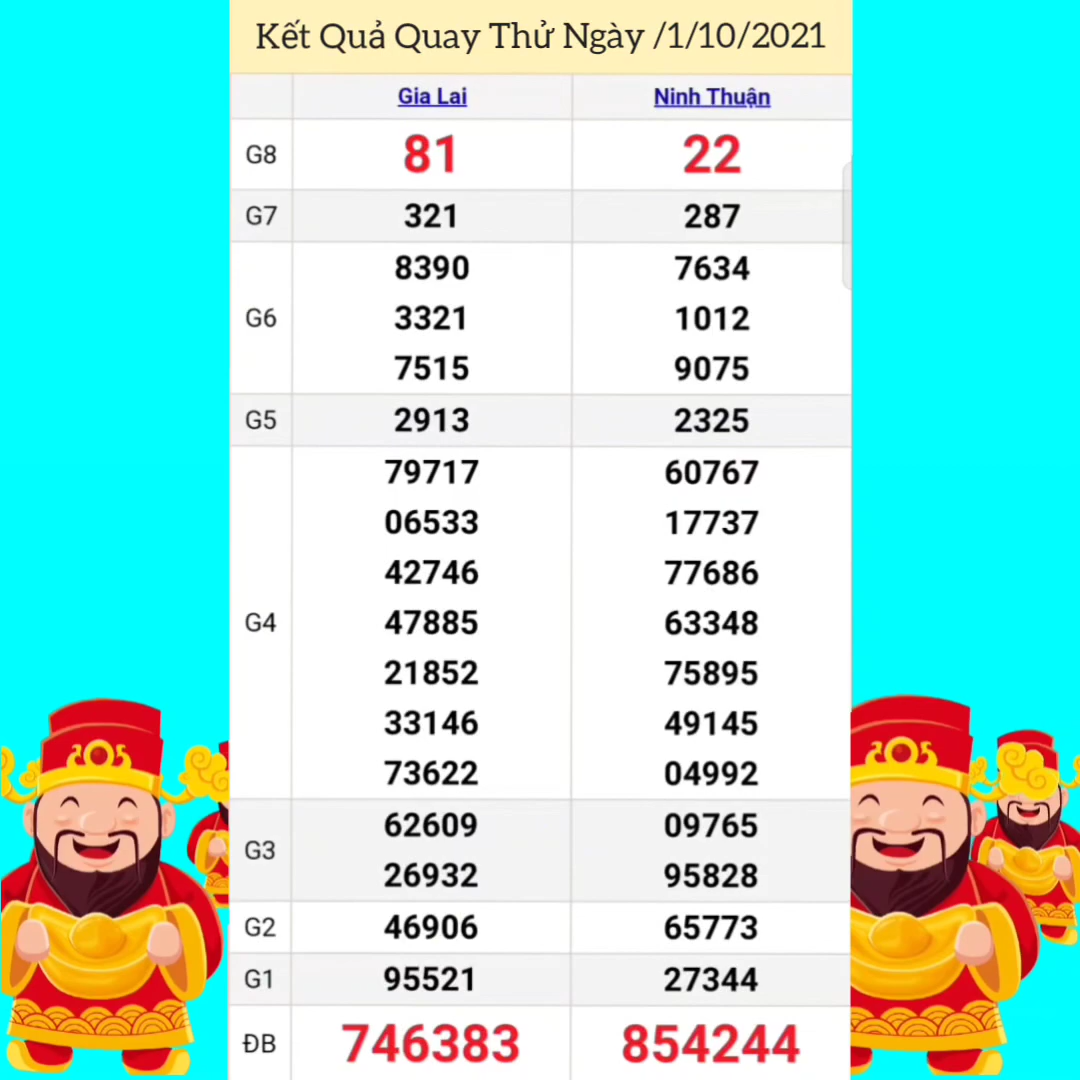 Kết Quả Quay Thử Ngày /1/10/2021
Gia Lai Ninh Thuận
G8 81 22
G7 321 287
8390 7634
G6 3321 1012
7515 9075
G5 2913 2325
79717 60767
06533 17737
42746 77686
G4 47885 63348
21852 75895
33146 49145
73622 04992
G3
62609 09765
26932 95828
G2 46906 65773
G1 95521 27344
ĐB 746383 854244